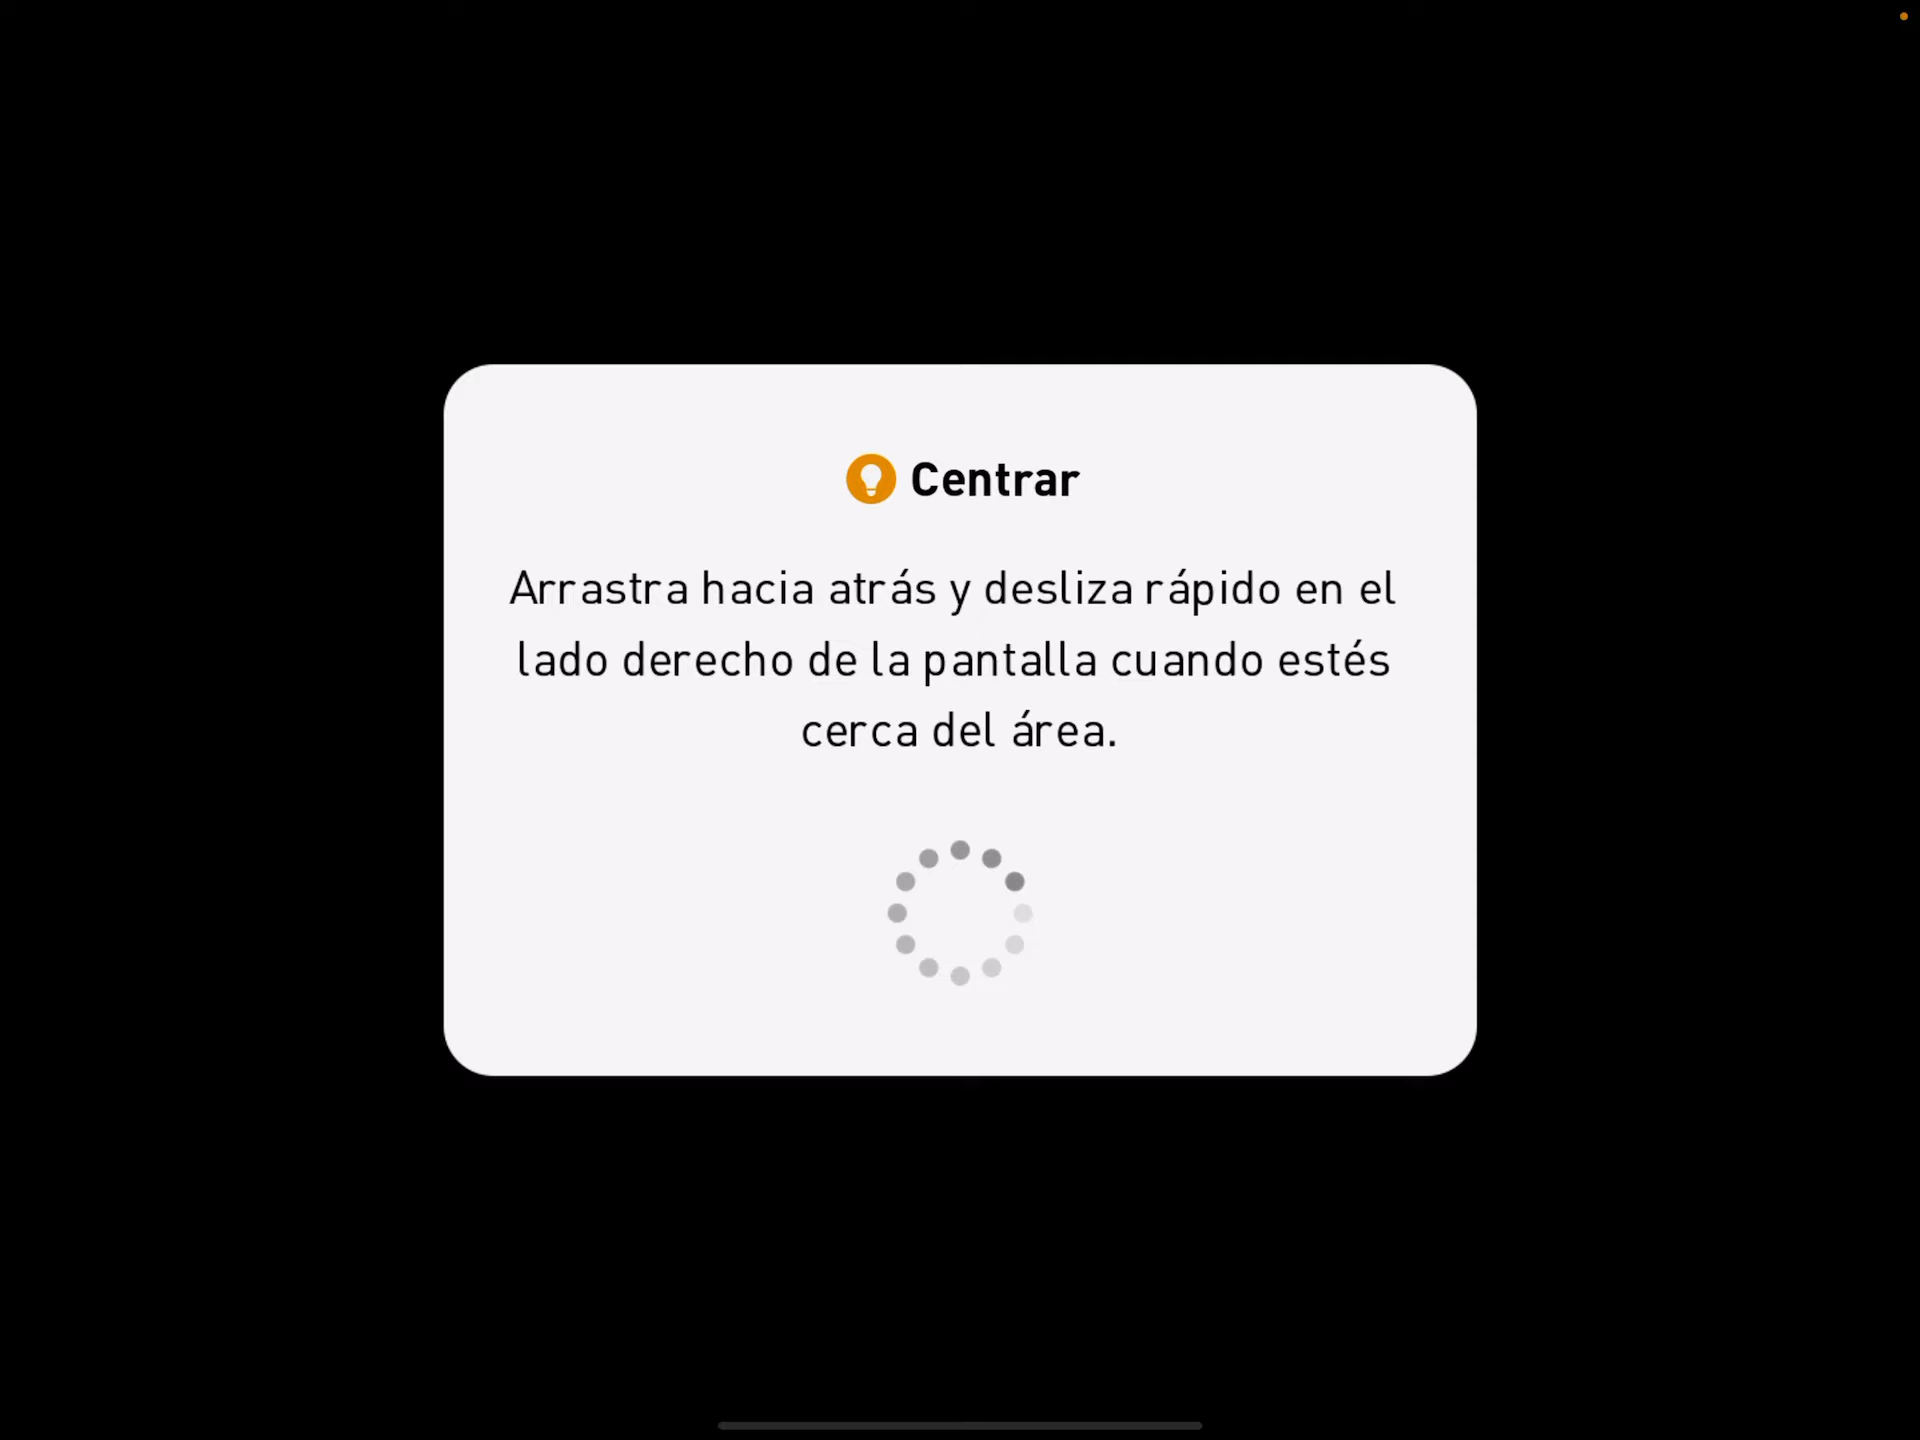 Centrar
Arrastra hacia atrás y desliza rápido en el
lado derecho de la pantalla cuando estés
cerca del área.